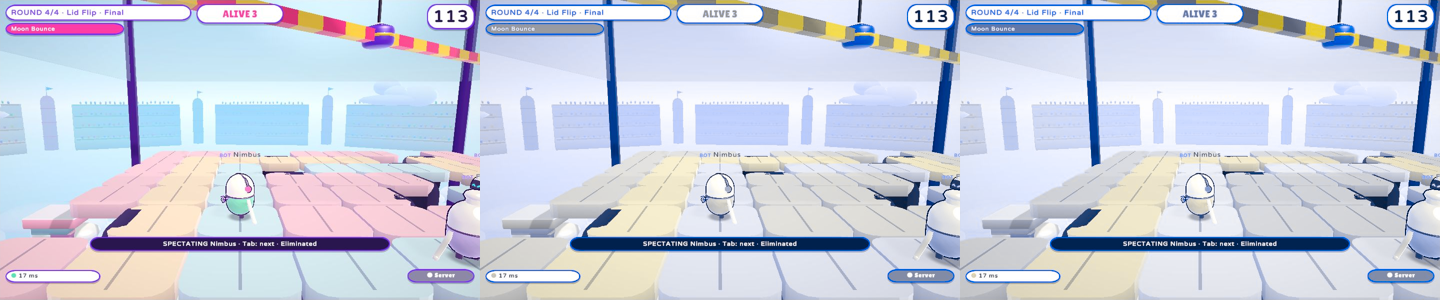 ROUND 4/4 - Lid Flip - Final
ALIVE 3
113
Moon Bounce
BOT Nimbus
SPECTATING Nimbus · Tab: next · Eliminated
17 ms
Server
ROUND 4/4 - Lid Flip - Final
ALIVE 3
113
Moon Bounce
BOT Nimbus
SPECTATING Nimbus · Tab: next · Eliminated
17 ms
Server
ROUND 4/4 - Lid Flip - Final
ALIVE 3
113
Moon Bounce
BOT Nimbus
SPECTATING Nimbus · Tab: next · Eliminated
17 ms
Server